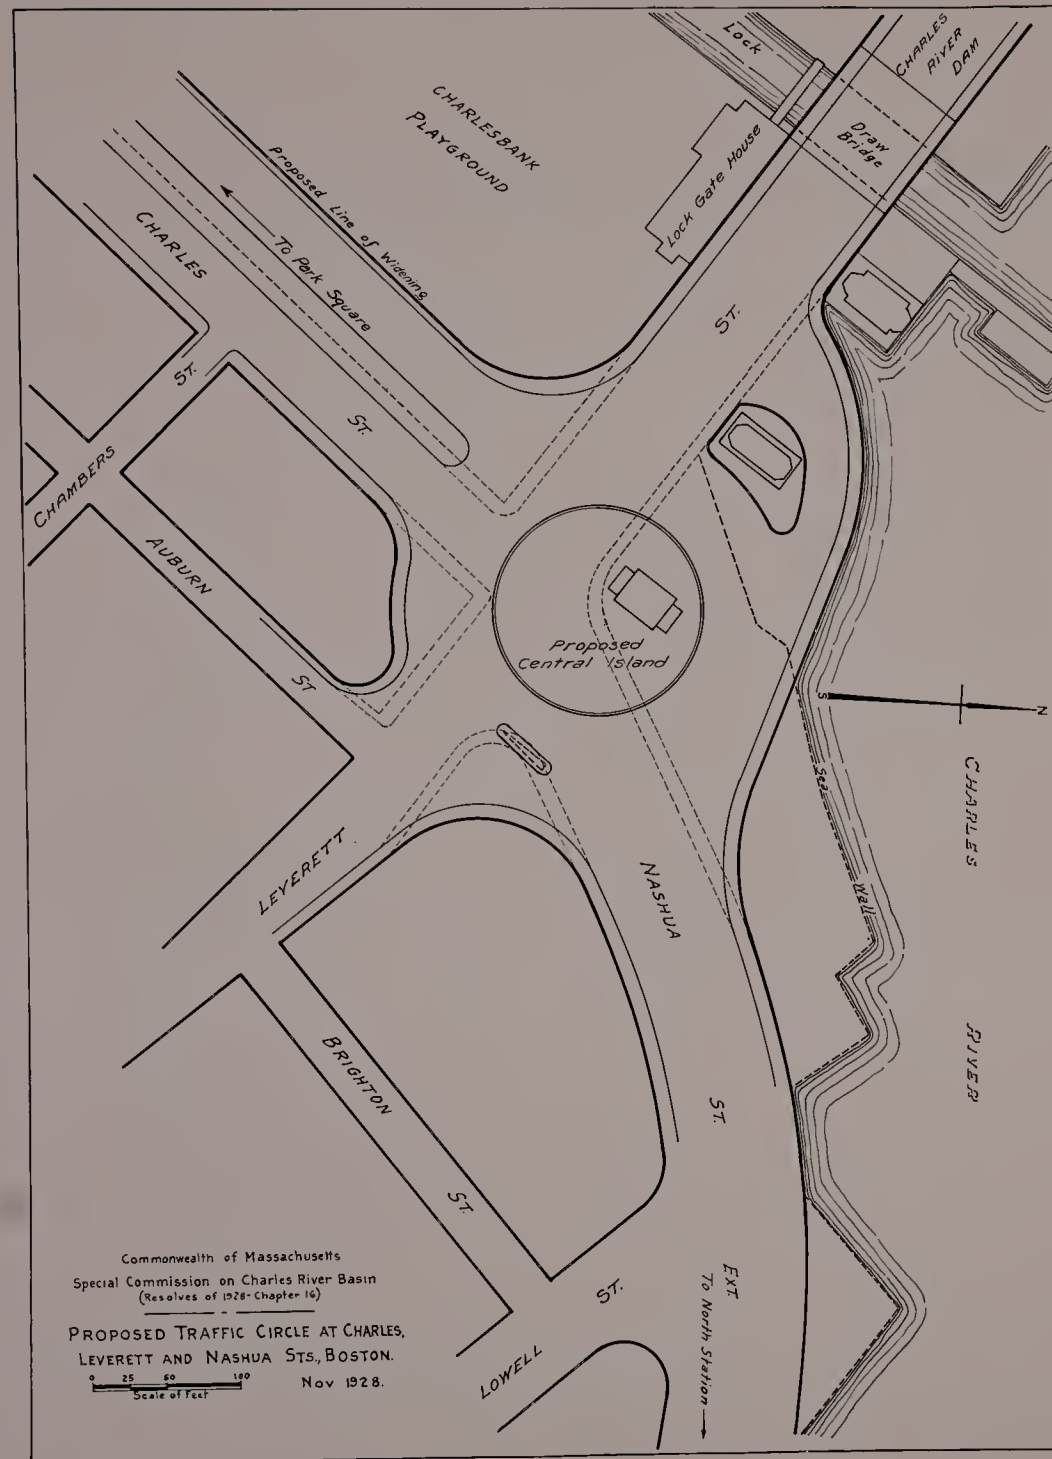 Lock
CHARLES
RIVER
DAM
Draw
Bridge
CHARLESBANK
PLAYGROUND
Lock Gate House
Proposed Line of Widening
To Park Square
CHARLES
ST.
ST.
ST.
CHAMBERS
AUBURN
ST
Proposed
Central Island
S
N
Sea
Wall
CHARLES
RIVER
LEVERETT
NASHUA
ST.
BRIGHTON
ST.
EXT
To North Station
ST.
LOWELL
Commonwealth of Massachusetts
Special Commission on Charles River Basin
(Resolves of 1928-Chapter 16)
PROPOSED TRAFFIC CIRCLE AT CHARLES,
LEVERETT AND NASHUA STS., BOSTON.
0 25 50 100
Scale of Feet
Nov 1928.